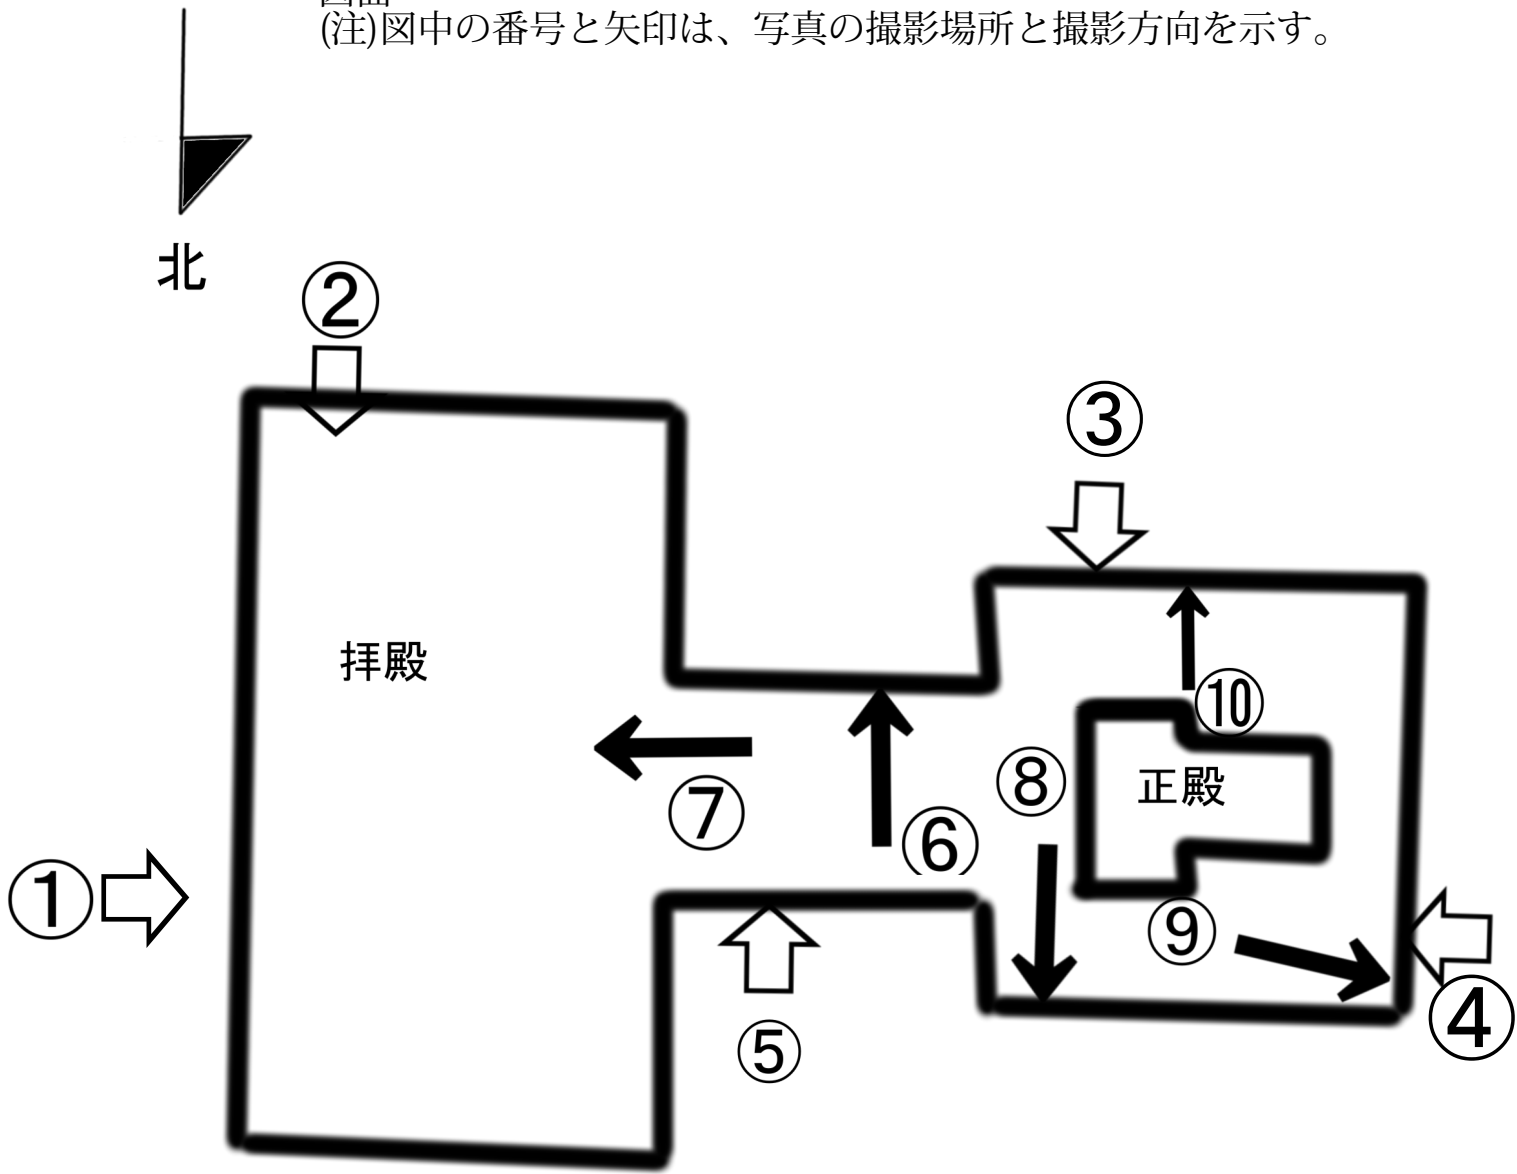 (注)図中の番号と矢印は、写真の撮影場所と撮影方向を示す。
北
②
③
拝殿
⑩
正殿
⑧
⑦
⑥
①
⑨
④
⑤